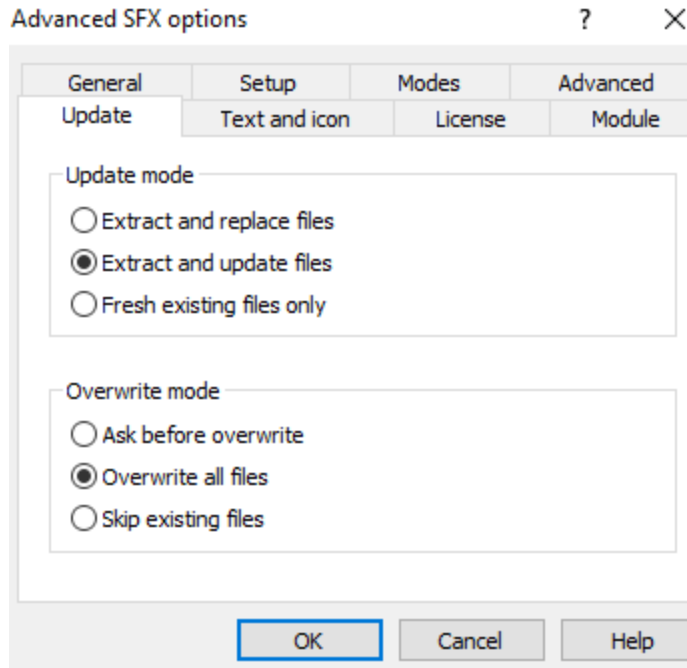 Advanced SFX options ? X
General Setup Modes Advanced
Update Text and icon License Module
Update mode
Extract and replace files
Extract and update files
Fresh existing files only
Overwrite mode
Ask before overwrite
Overwrite all files
Skip existing files
OK Cancel Help